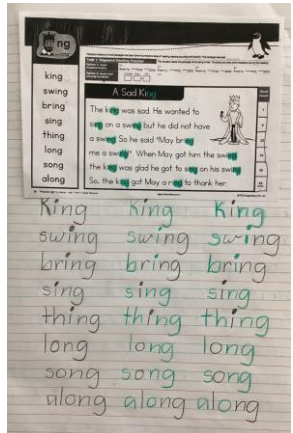 ng
king
swing
bring
sing
thing
long
song
along
A Sad King
The king was sad. He wanted to
sing on a swing but he did not have
a swing. So he said "May bring
me a swing". When May got him the swing
the king was glad he got to sing on his swing.
So, the king got May a ring to thank her.
King King King
swing swing swing
bring bring bring
sing sing sing
thing thing thing
long long long
song song song
along along along